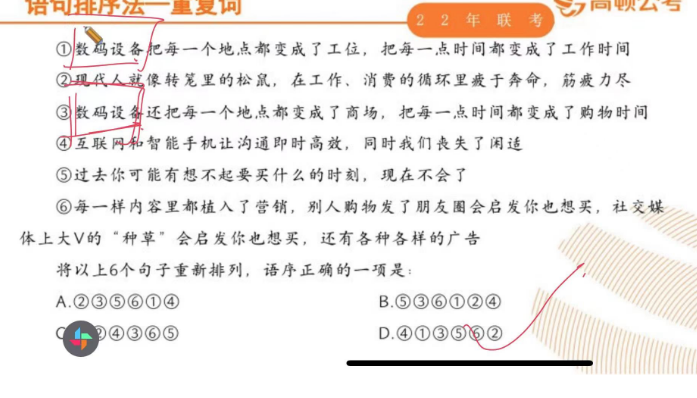 语句排序法—重复词
22年联考
高顿公考
①数码设备把每一个地点都变成了工位，把每一点时间都变成了工作时间
②现代人就像转笼里的松鼠，在工作、消费的循环里疲于奔命，筋疲力尽
③数码设备还把每一个地点都变成了商场，把每一点时间都变成了购物时间
④互联网和智能手机让沟通即时高效，同时我们丧失了闲适
⑤过去你可能有想不起要买什么的时刻，现在不会了
⑥每一样内容里都植入了营销，别人购物发了朋友圈会启发你也想买，社交媒
体上大V的“种草”会启发你也想买，还有各种各样的广告
将以上6个句子重新排列，语序正确的一项是：
A.②③⑤⑥①④
B.⑤③⑥①②④
②④③⑥⑤
D.④①③⑤⑥②